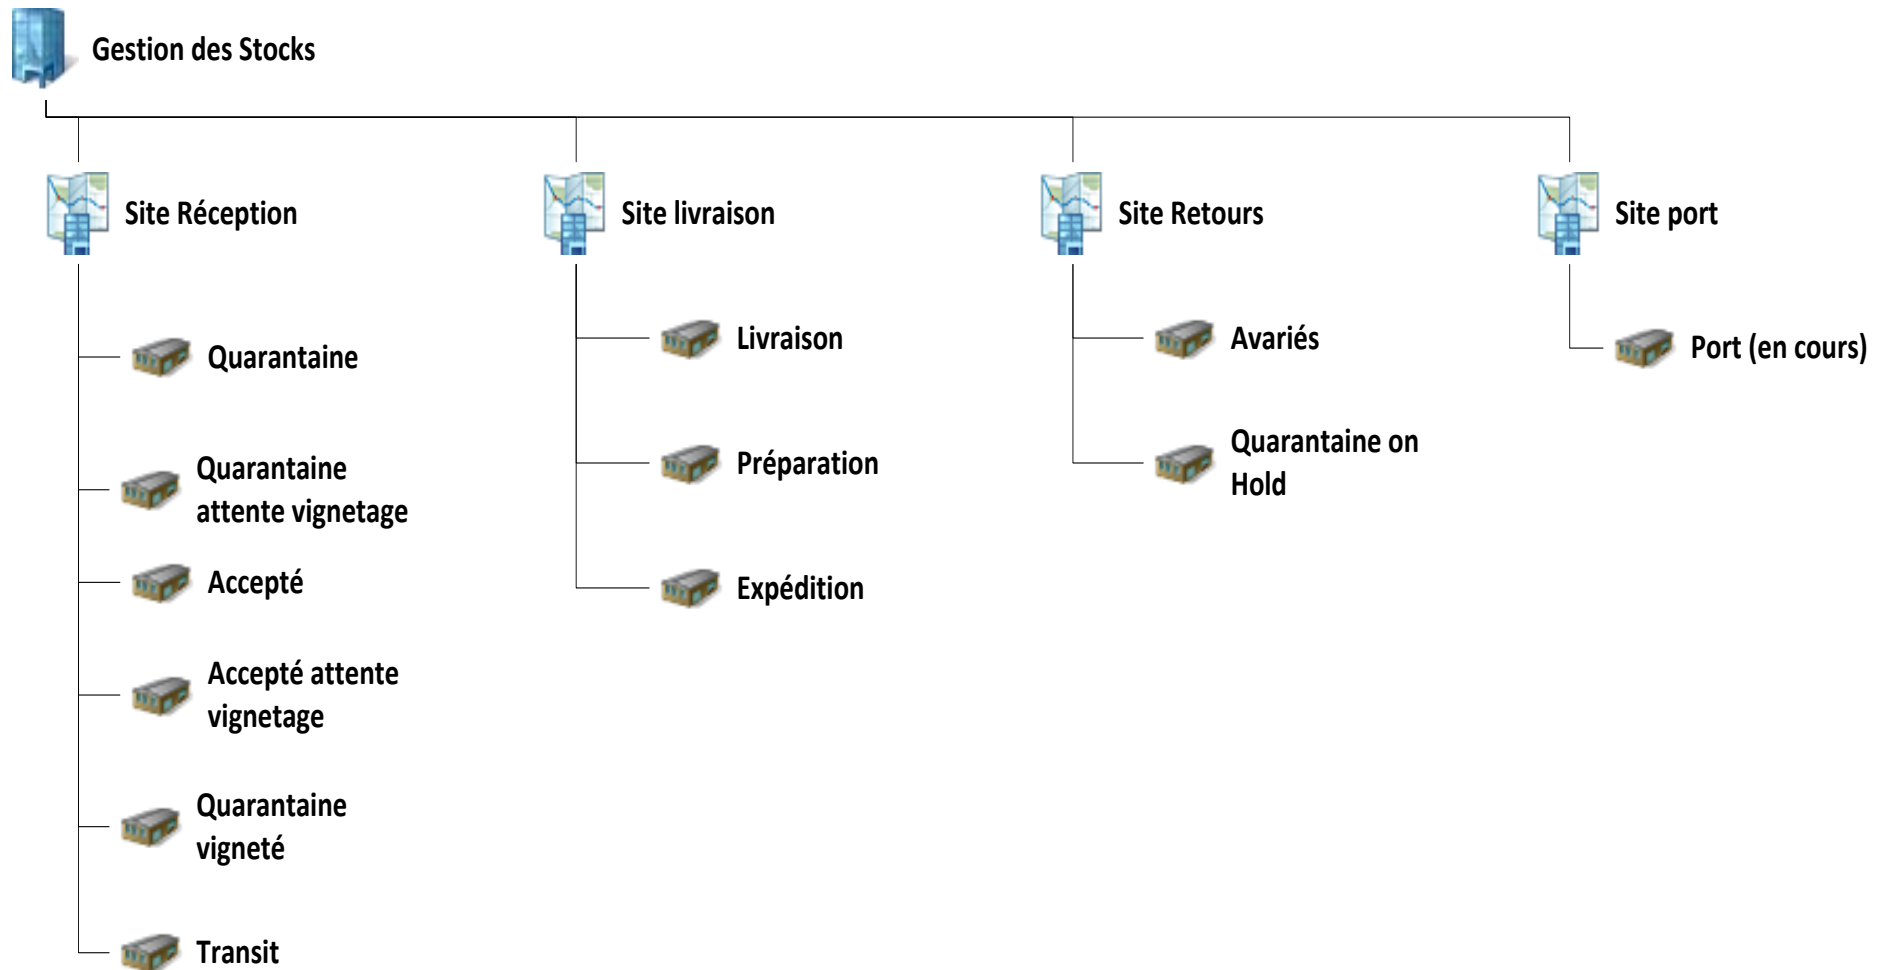 Gestion des Stocks
Site Réception
Site livraison
Site Retours
Site port
Quarantaine
Quarantaine
attente vignetage
Accepté
Accepté attente
vignetage
Quarantaine
vigneté
Transit
Livraison
Préparation
Expédition
Avariés
Quarantaine on
Hold
Port (en cours)